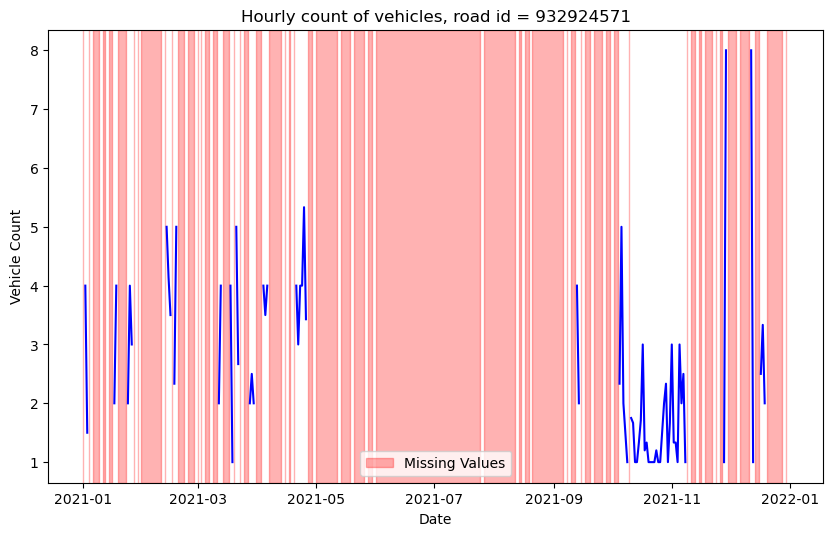 Hourly count of vehicles, road id = 932924571
Vehicle Count
8
7
6
5
4
3
2
1
Missing Values
2021-01 2021-03 2021-05 2021-07 2021-09 2021-11 2022-01
Date